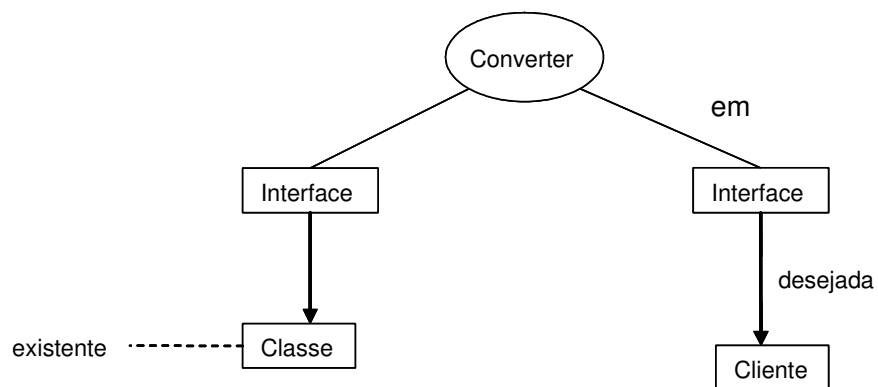 Converter
em
Interface
Interface
desejada
existente
Classe
Cliente